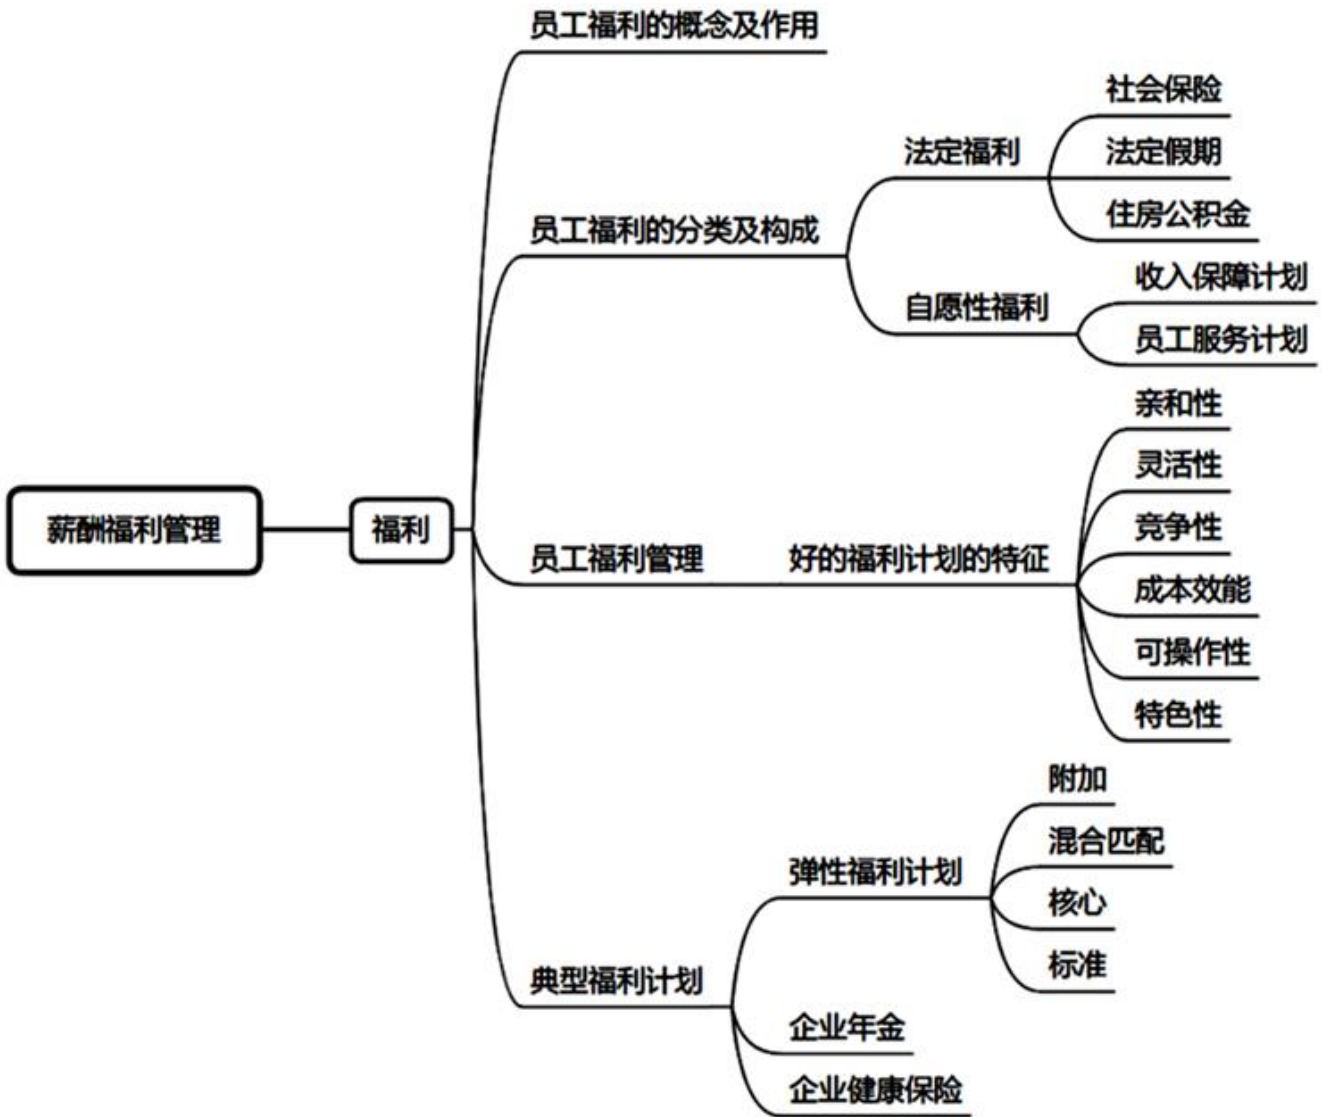 薪酬福利管理
福利
员工福利的概念及作用
员工福利的分类及构成
法定福利
社会保险
法定假期
住房公积金
自愿性福利
收入保障计划
员工服务计划
员工福利管理
好的福利计划的特征
亲和性
灵活性
竞争性
成本效能
可操作性
特色性
典型福利计划
弹性福利计划
附加
混合匹配
核心
标准
企业年金
企业健康保险